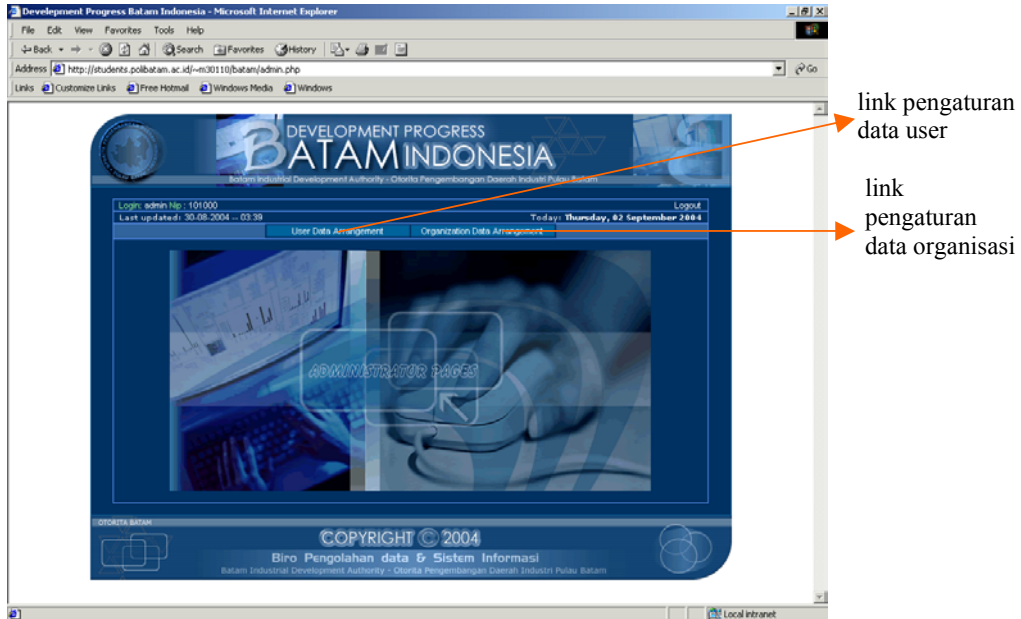 Development Progress Batam Indonesia - Microsoft Internet Explorer
File Edit View Favorites Tools Help
Back Search Favorites History
Address http://students.polibatam.ac.id/~m30110/batam/admin.php Go
Links Customize Links Free Hotmail Windows Media Windows
DEVELOPMENT PROGRESS
BATAM INDONESIA
Batam Industrial Development Authority - Otorita Pengembangan Daerah Industri Pulau Batam
Login: admin Nip : 101000 Logout
Last updated: 30-08-2004 -- 03:39 Today: Thursday, 02 September 2004
User Data Arrangement Organization Data Arrangement
ADMINISTRATOR PAGES
OTORITA BATAM
COPYRIGHT © 2004
Biro Pengolahan data & Sistem Informasi
Batam Industrial Development Authority - Otorita Pengembangan Daerah Industri Pulau Batam
Local intranet
link pengaturan
data user
link
pengaturan
data organisasi